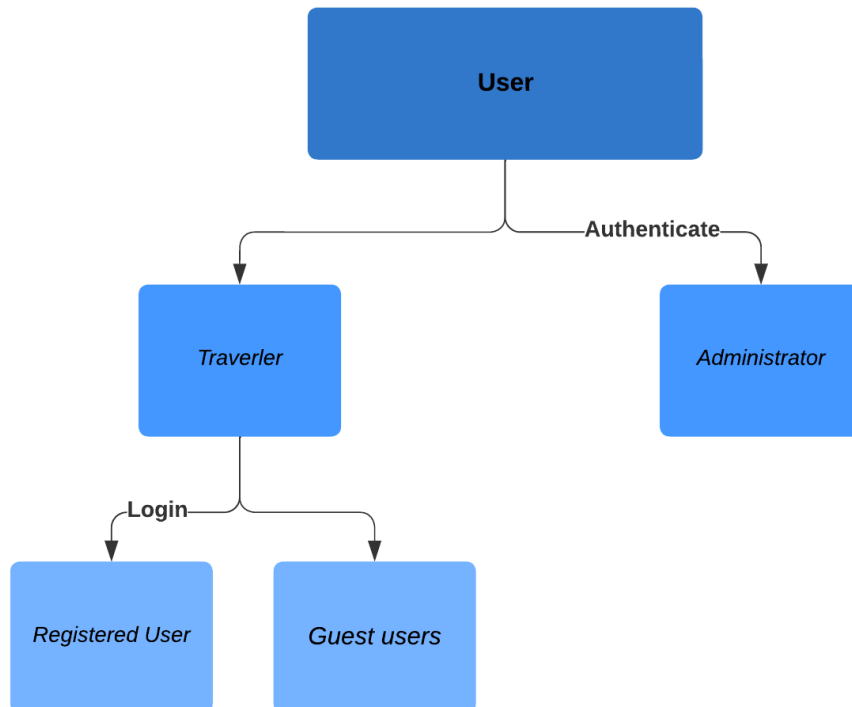 User
Authenticate
Traverler
Administrator
Login
Registered User
Guest users